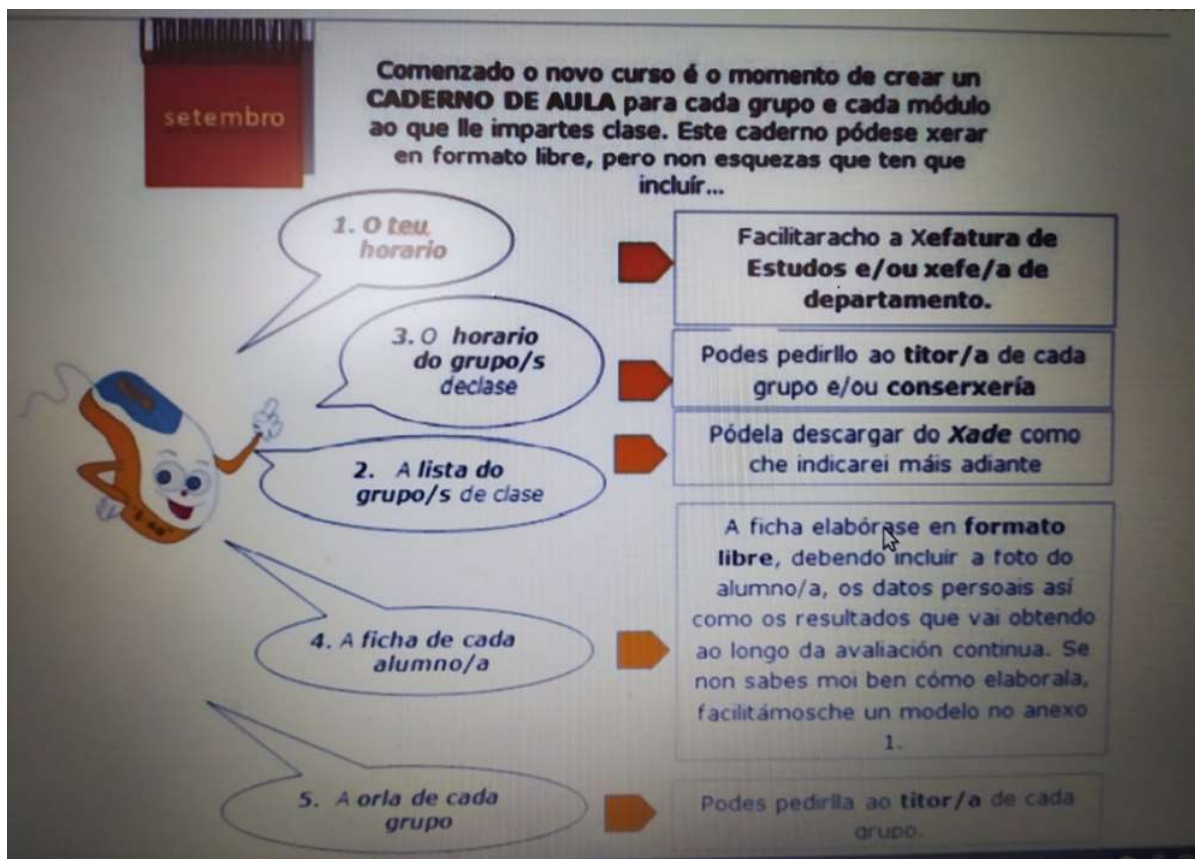 setembro
Comenzado o novo curso é o momento de crear un
CADERNO DE AULA para cada grupo e cada módulo
ao que lle impartes clase. Este caderno pódese xerar
en formato libre, pero non esquezas que ten que
incluír...
1. O teu
horario
Facilitaracho a Xefatura de
Estudos e/ou xefe/a de
departamento.
3. O horario
do grupo/s
declase
Podes pedirllo ao titor/a de cada
grupo e/ou conserxería
2. A lista do
grupo/s de clase
Pódela descargar do Xade como
che indicarei máis adiante
4. A ficha de cada
alumno/a
A ficha elabórase en formato
libre, debendo incluir a foto do
alumno/a, os datos persoais así
como os resultados que vai obtendo
ao longo da avaliación continua. Se
non sabes moi ben cómo elaborala,
facilitámosche un modelo no anexo
1.
5. A orla de cada
grupo
Podes pedirlla ao titor/a de cada
grupo.